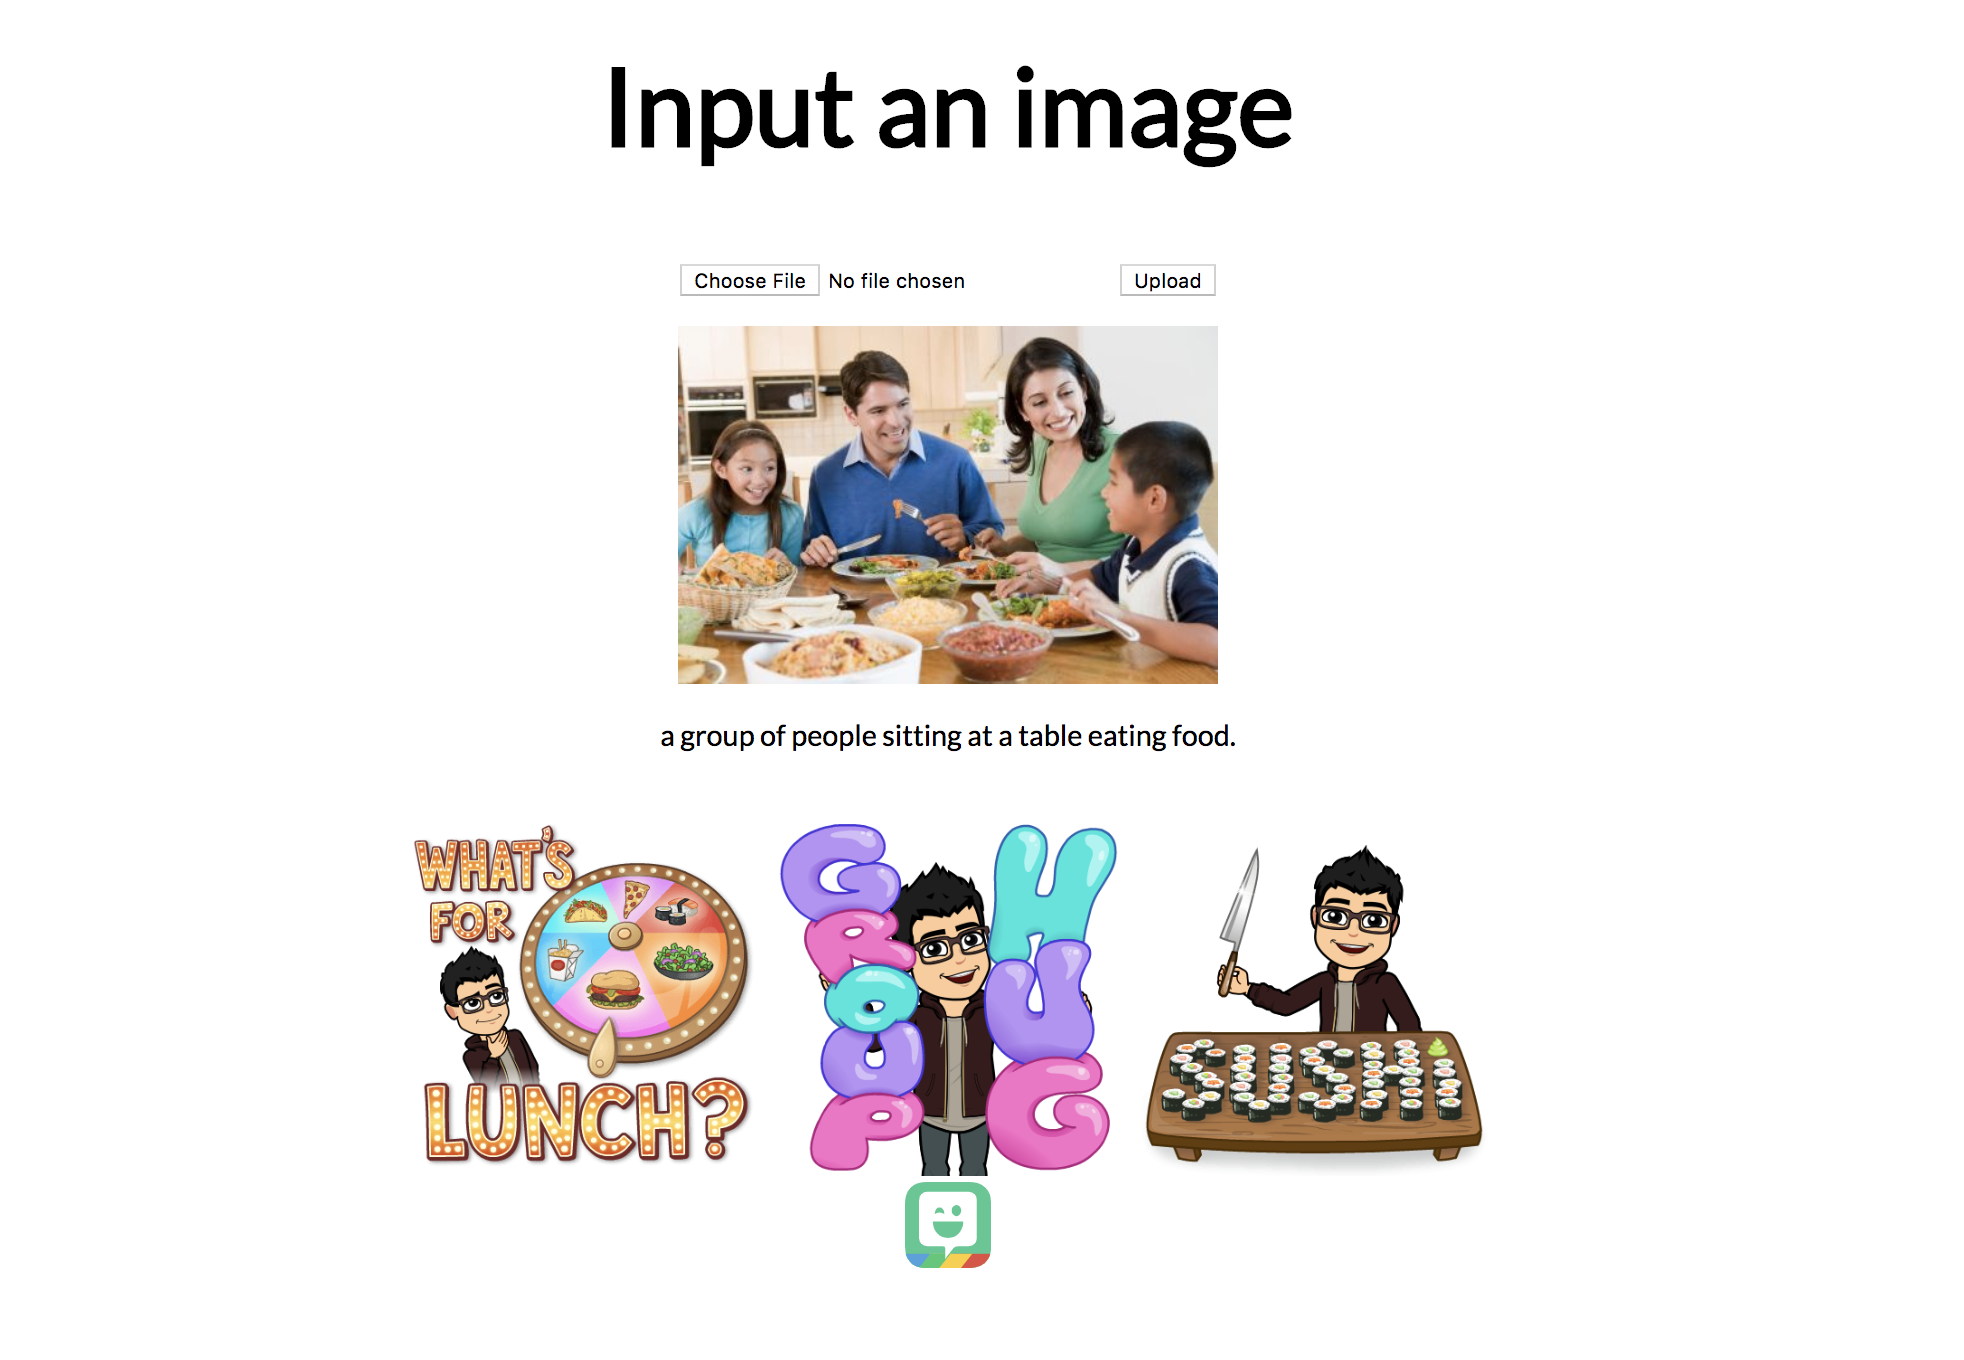 Input an image
Choose File No file chosen Upload
a group of people sitting at a table eating food.
WHAT'S
FOR
LUNCH?
GROUP
HUG
SUSHI